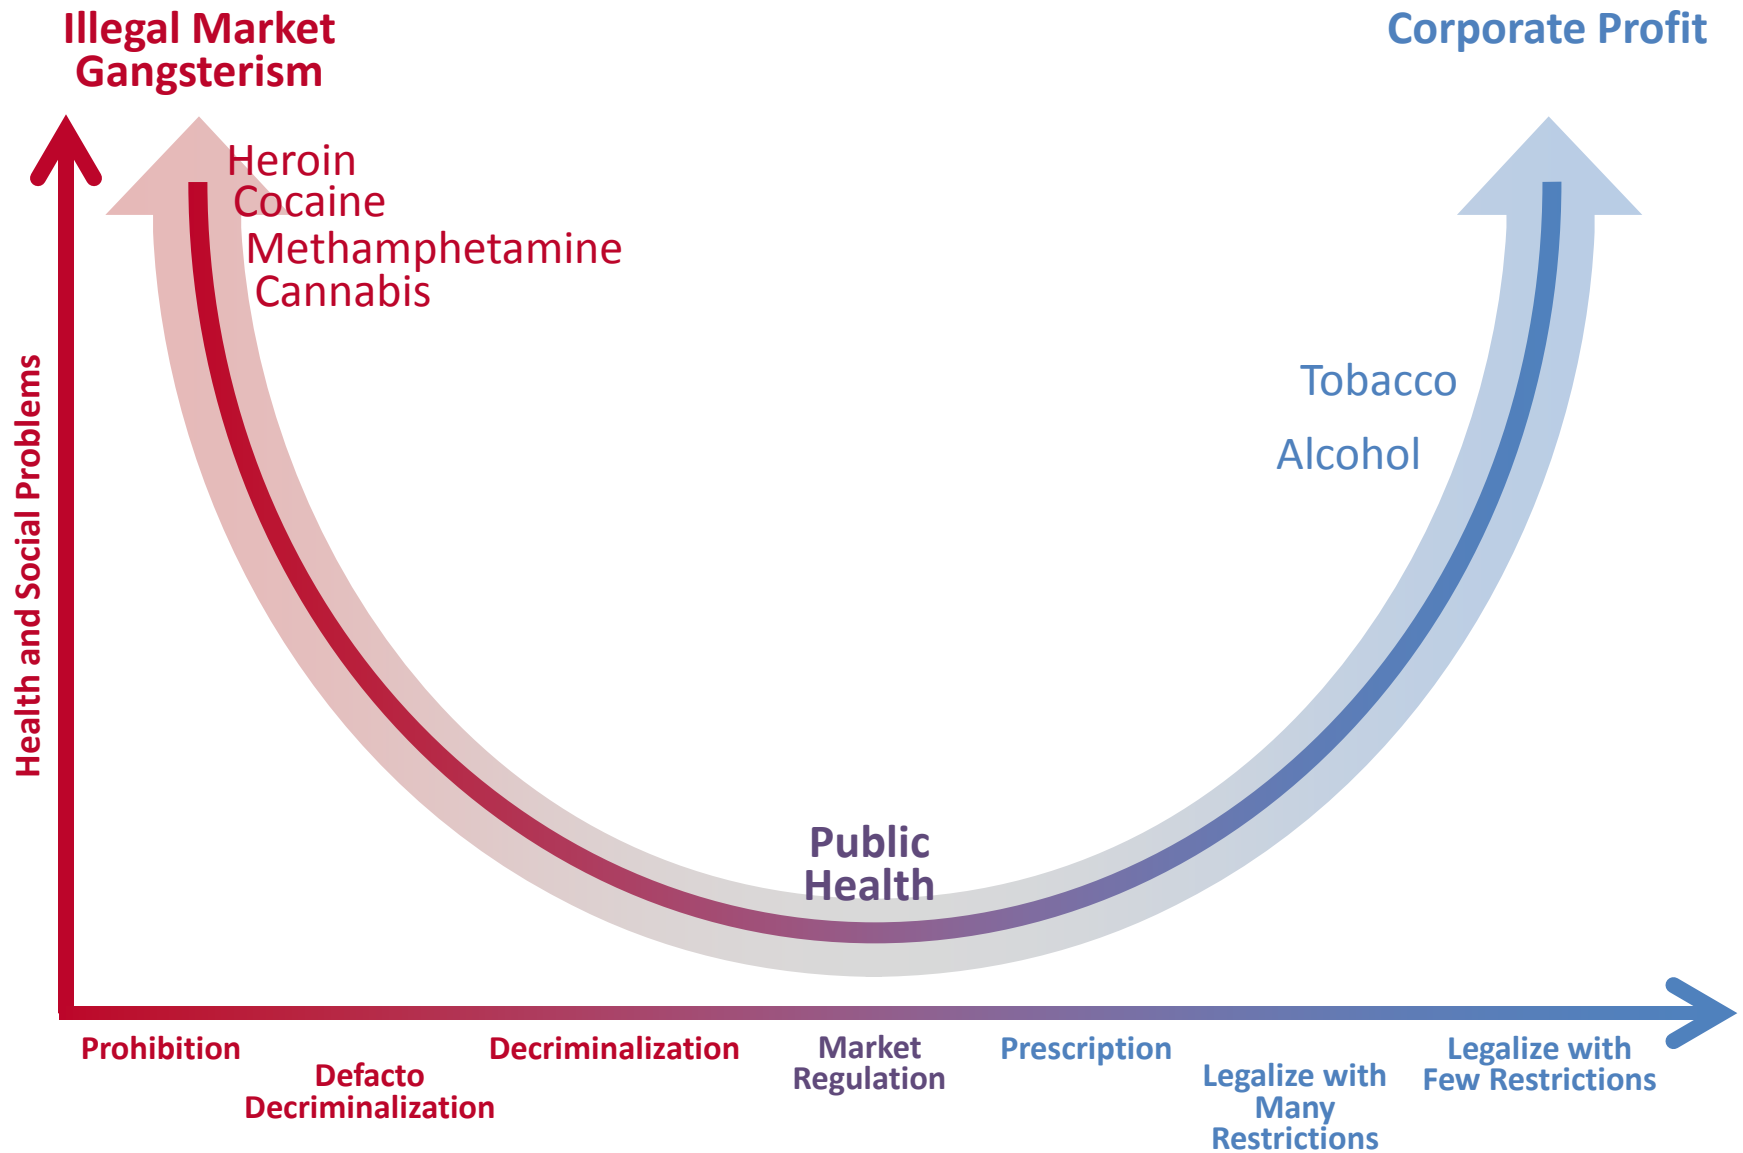 Illegal Market
Gangsterism
Corporate Profit
Heroin
Cocaine
Methamphetamine
Cannabis
Tobacco
Alcohol
Health and Social Problems
Public
Health
Prohibition
Defacto
Decriminalization
Decriminalization
Market
Regulation
Prescription
Legalize with
Many
Restrictions
Legalize with
Few Restrictions